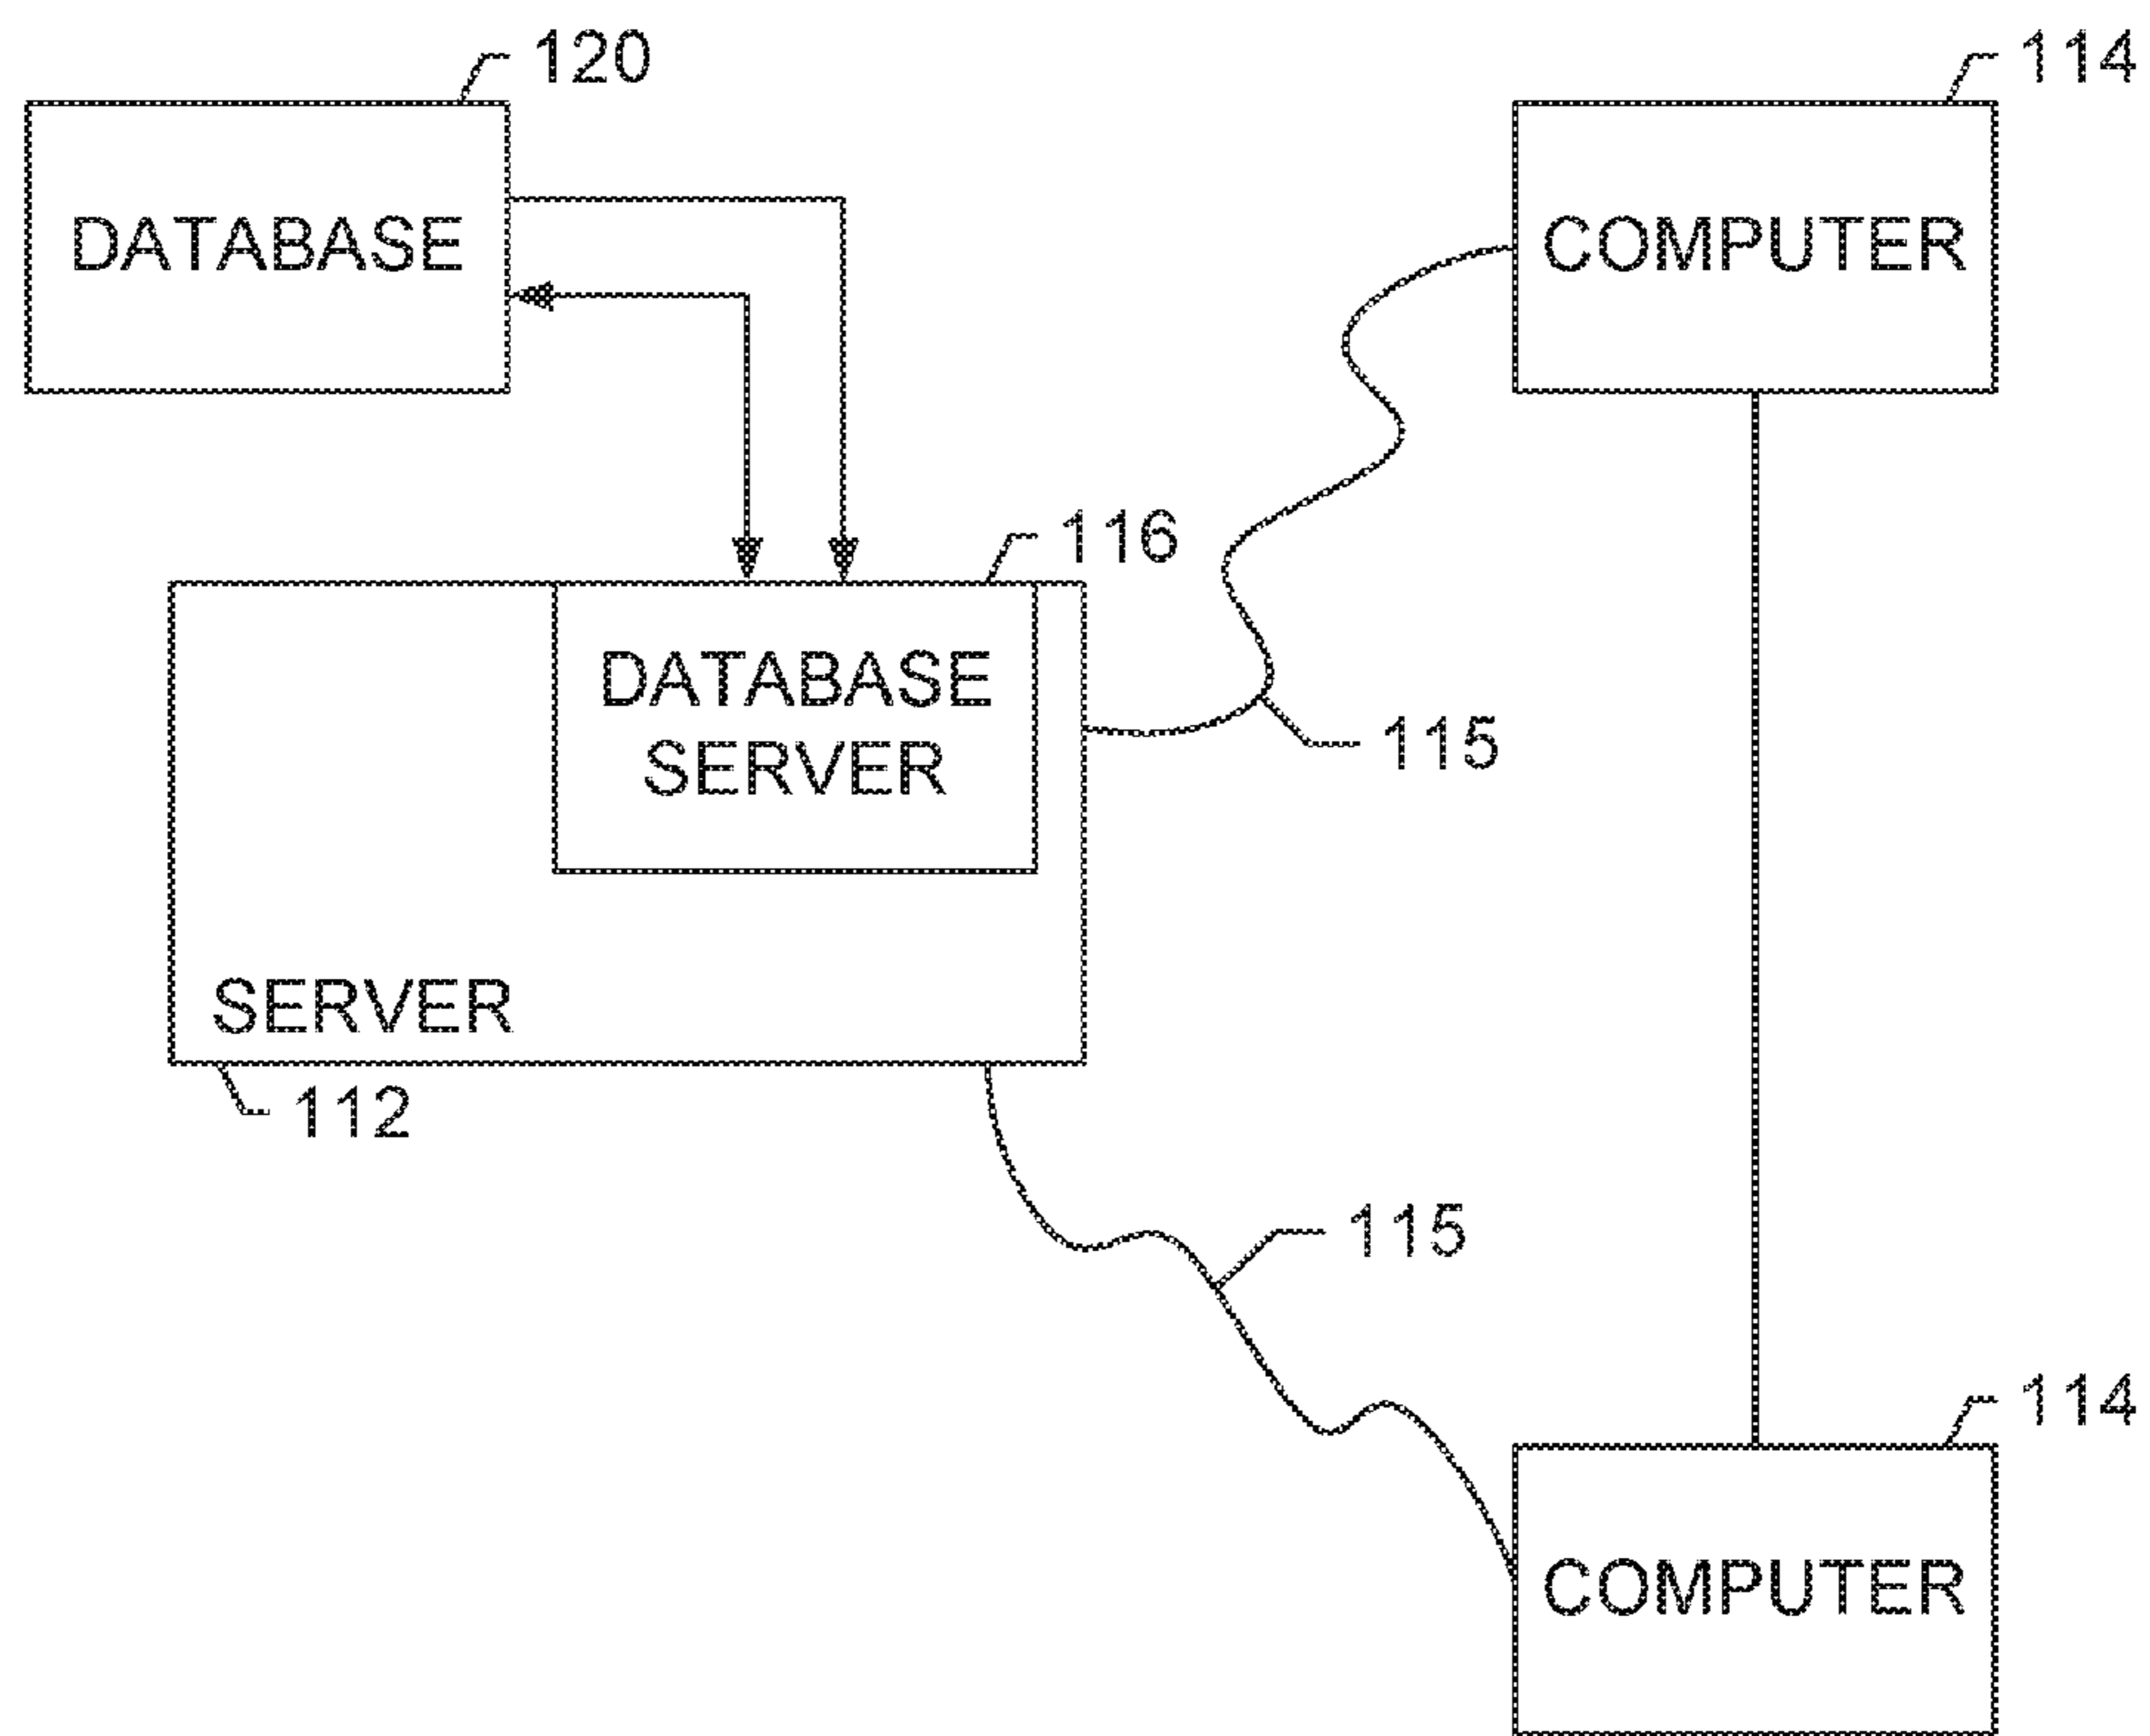 120
114
DATABASE
COMPUTER
116
DATABASE
SERVER
115
SERVER
112
115
114
COMPUTER